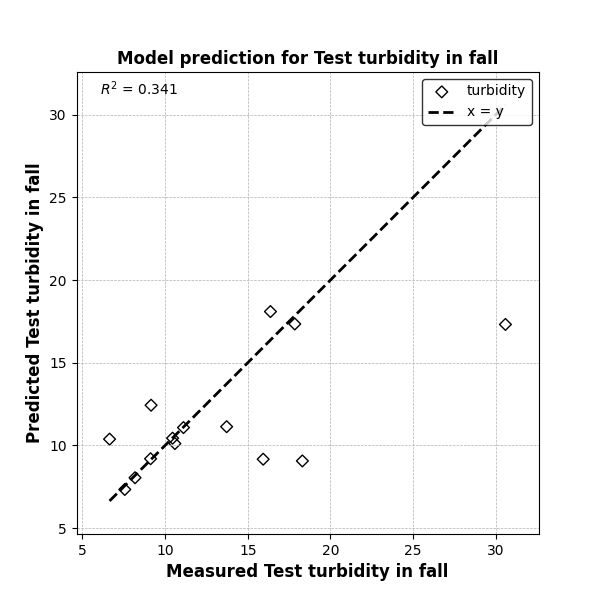 Model prediction for Test turbidity in fall
R² = 0.341
turbidity
x = y
30
25
20
15
10
5
Predicted Test turbidity in fall
5 10 15 20 25 30
Measured Test turbidity in fall